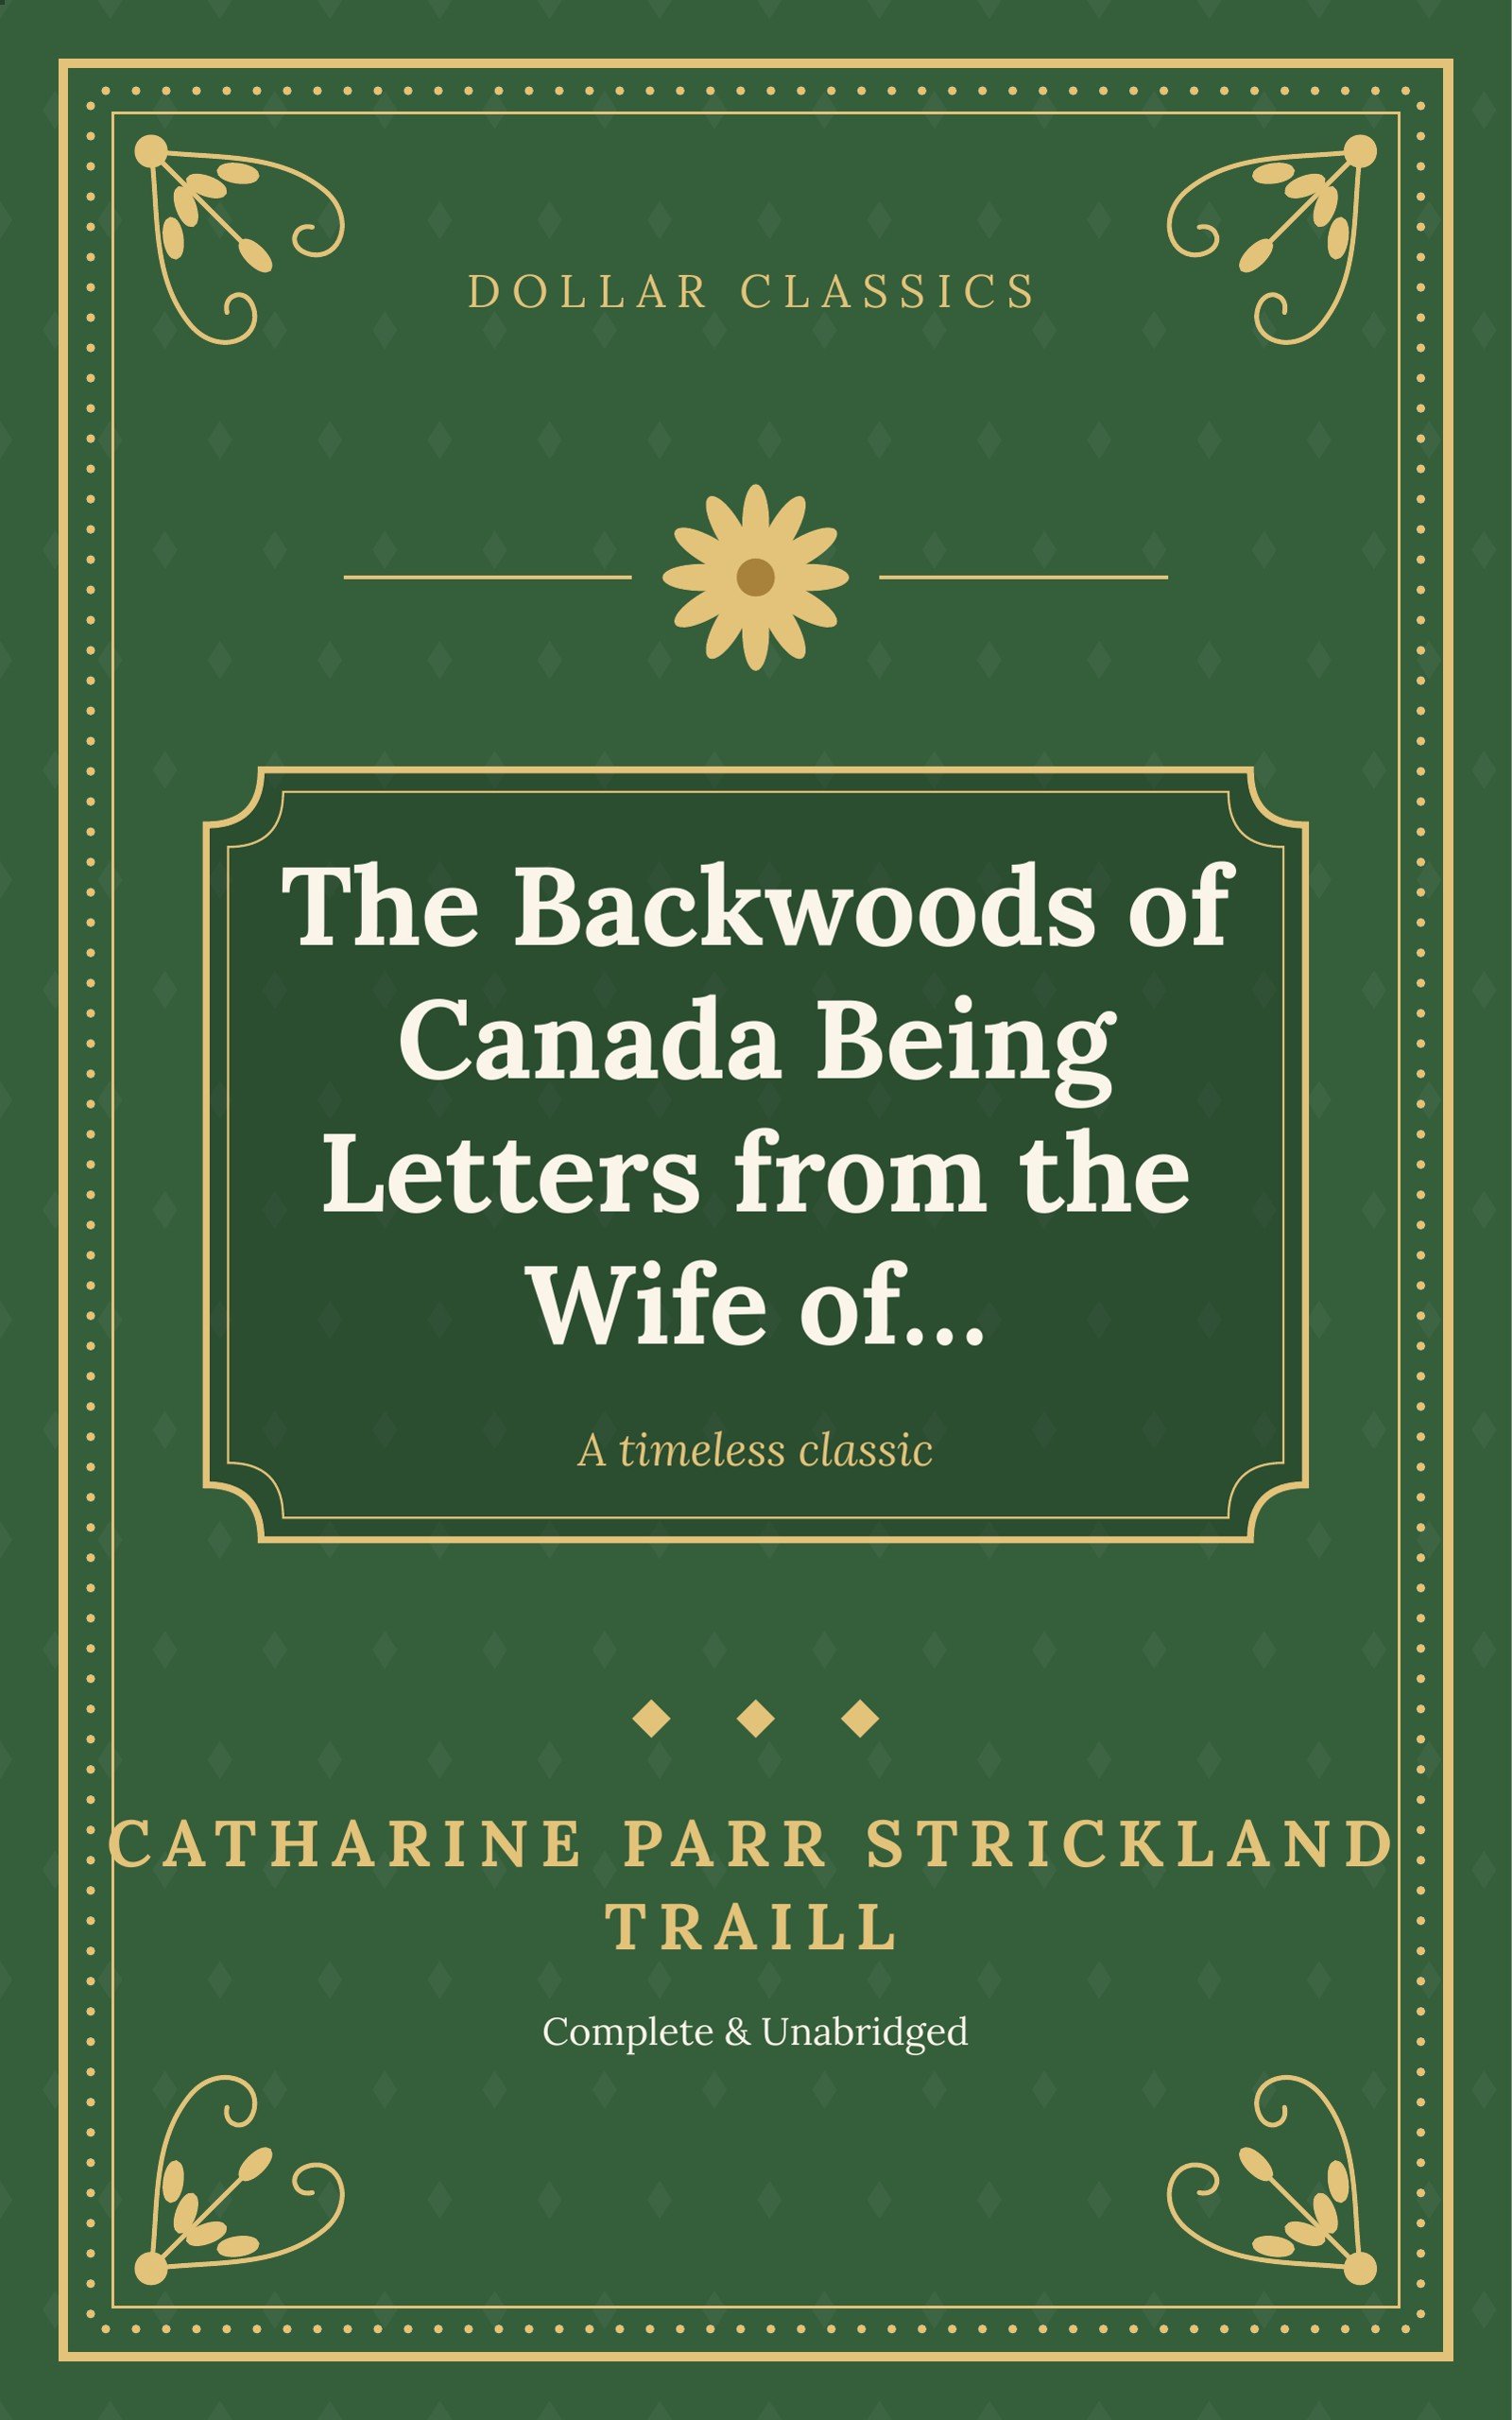 DOLLAR CLASSICS
The Backwoods of
Canada Being
Letters from the
Wife of...
A timeless classic
CATHARINE PARR STRICKLAND
TRAILL
Complete & Unabridged